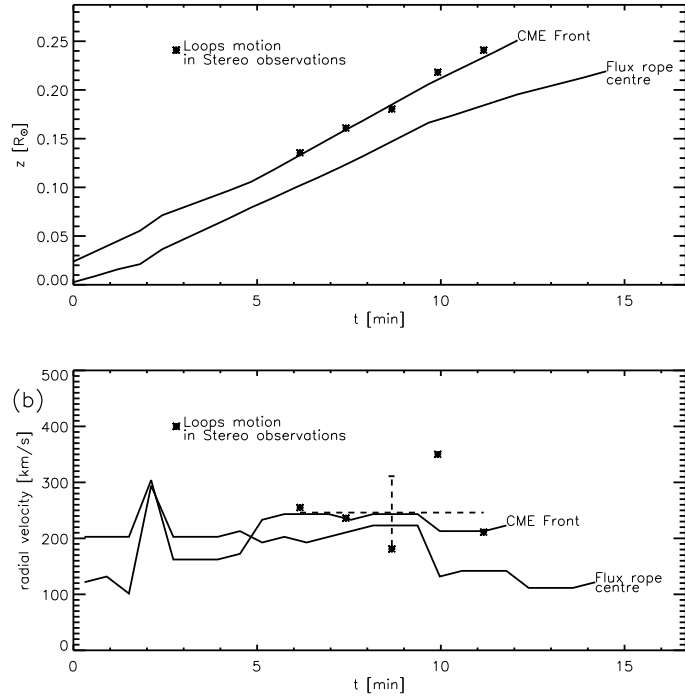 0.25
0.20
0.15
0.10
0.05
0.00
z [R⊙]
Loops motion
in Stereo observations
CME Front
Flux rope
centre
0
5
10
15
t [min]
(b)
500
400
300
200
100
0
radial velocity [km/s]
Loops motion
in Stereo observations
CME Front
Flux rope
centre
0
5
10
15
t [min]